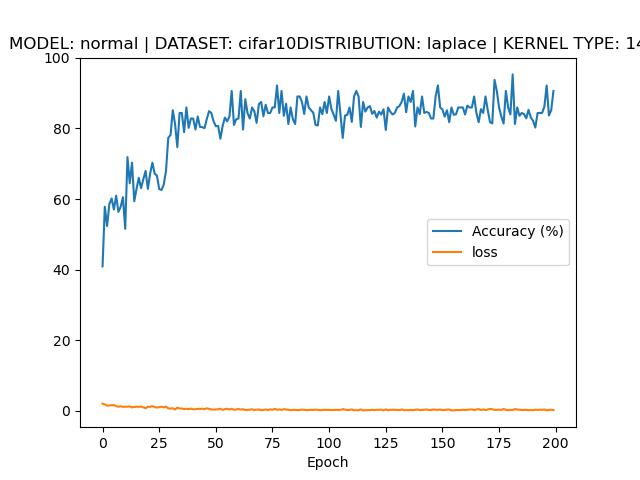 MODEL: normal | DATASET: cifar10DISTRIBUTION: laplace | KERNEL TYPE: 14
100
80
60
40
20
0
Accuracy (%)
loss
0 25 50 75 100 125 150 175 200
Epoch